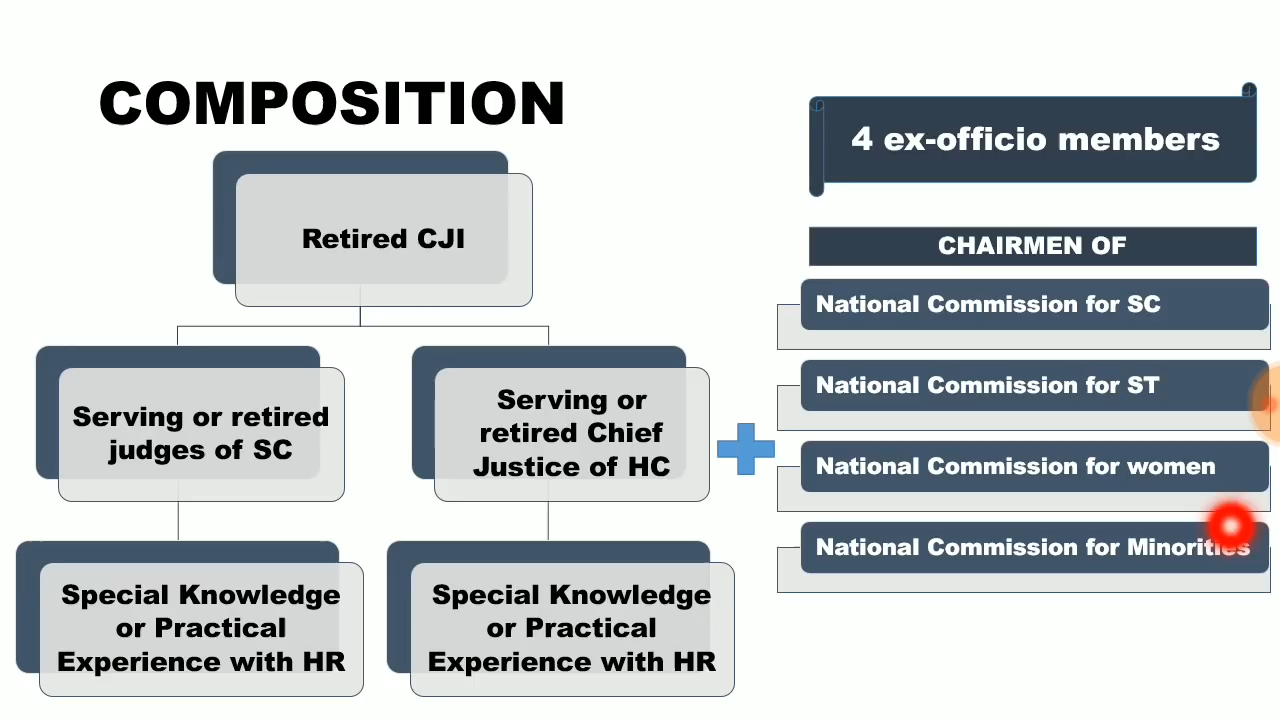 COMPOSITION
Retired CJI
Serving or retired
judges of SC
Serving or
retired Chief
Justice of HC
Special Knowledge
or Practical
Experience with HR
Special Knowledge
or Practical
Experience with HR
4 ex-officio members
CHAIRMEN OF
National Commission for SC
National Commission for ST
National Commission for women
National Commission for Minorities